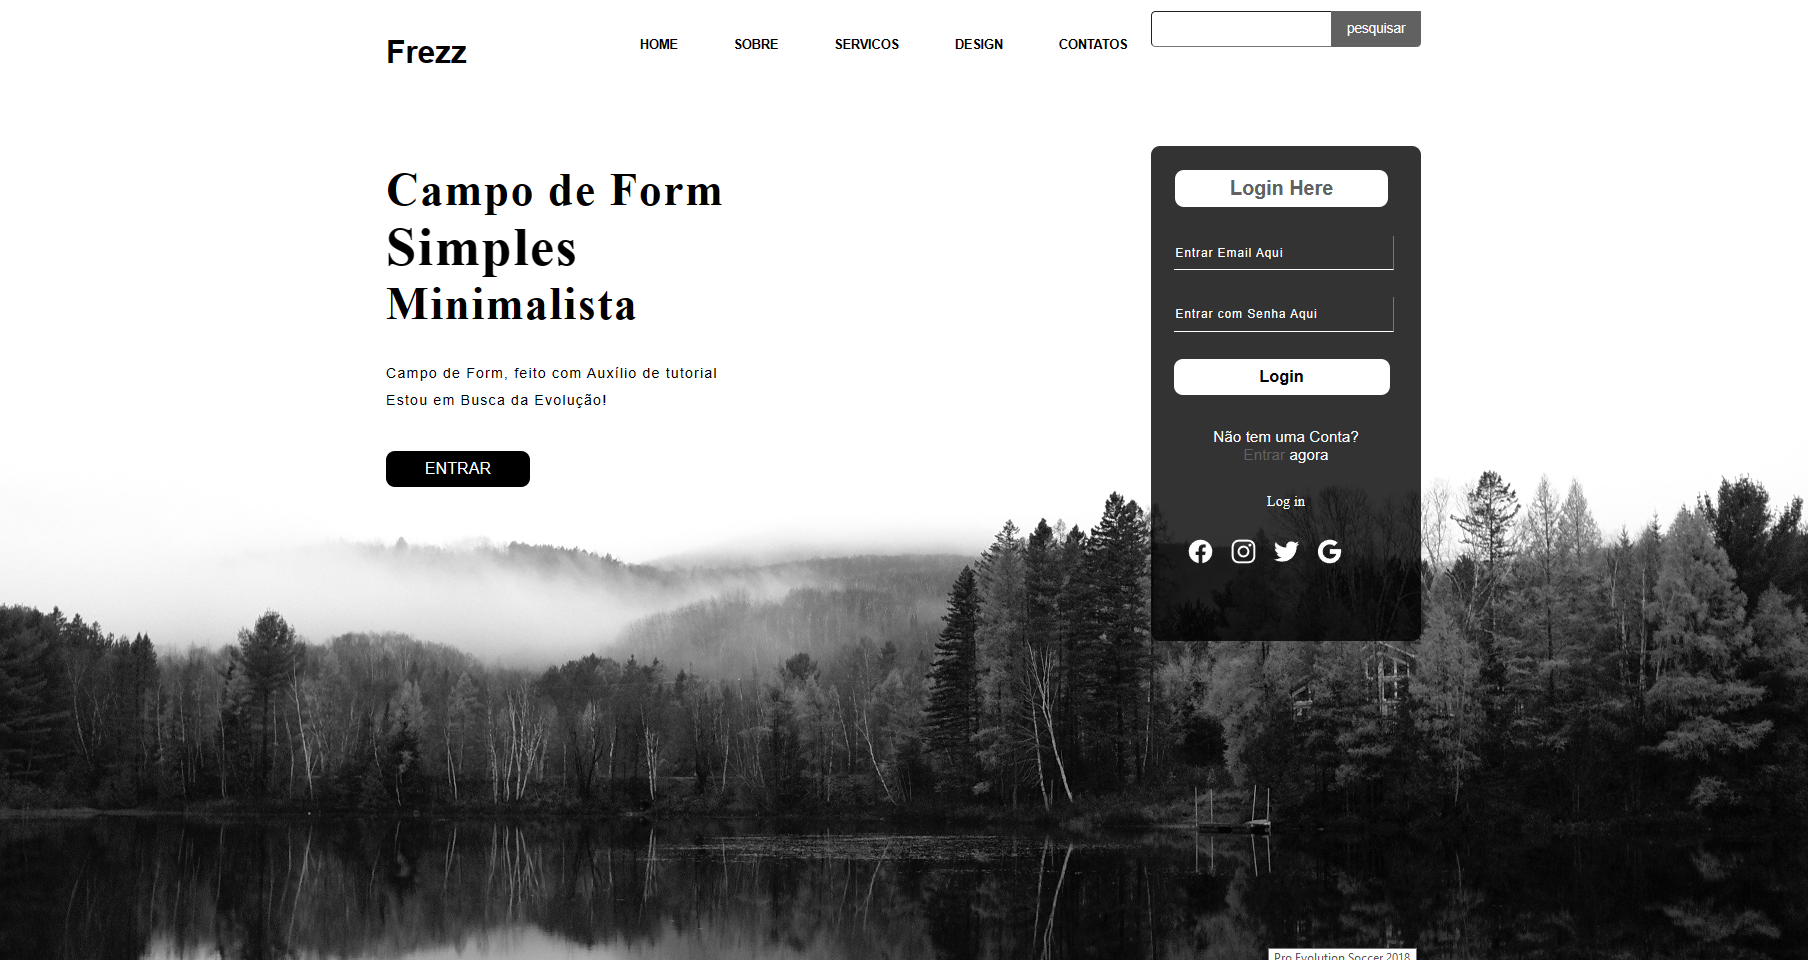 Frezz
HOME
SOBRE
SERVICOS
DESIGN
CONTATOS
pesquisar
Campo de Form
Simples
Minimalista
Campo de Form, feito com Auxílio de tutorial
Estou em Busca da Evolução!
ENTRAR
Login Here
Entrar Email Aqui
Entrar com Senha Aqui
Login
Não tem uma Conta?
Entrar agora
Log in
Pro Evolution Soccer 2018